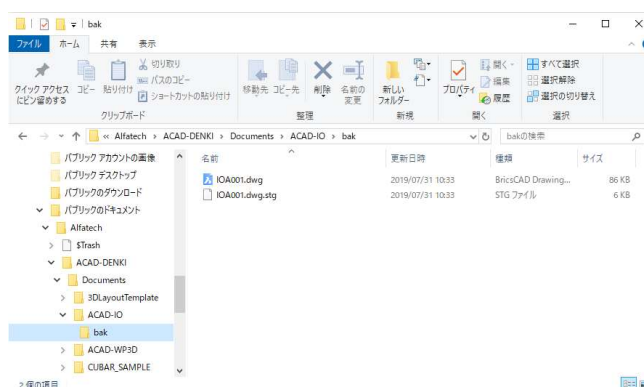 bak
ファイル ホーム 共有 表示
クイック アクセス
にピン留めする
コピー
貼り付け
切り取り
パスのコピー
ショートカットの貼り付け
クリップボード
移動先 コピー先 削除 名前の
変更
整理
新しい
フォルダー
新規
プロパティ
開く
編集
履歴
開く
すべて選択
選択解除
選択の切り替え
選択
« Alfatech › ACAD-DENKI › Documents › ACAD-IO › bak
bakの検索
パブリック アカウントの画像
パブリック デスクトップ
パブリックのダウンロード
パブリックのドキュメント
Alfatech
$Trash
ACAD-DENKI
Documents
3DLayoutTemplate
ACAD-IO
bak
ACAD-WP3D
CUBAR_SAMPLE
名前 更新日時 種類 サイズ
IOA001.dwg 2019/07/31 10:33 BricsCAD Drawing... 86 KB
IOA001.dwg.stg 2019/07/31 10:33 STG ファイル 6 KB
2 個の項目